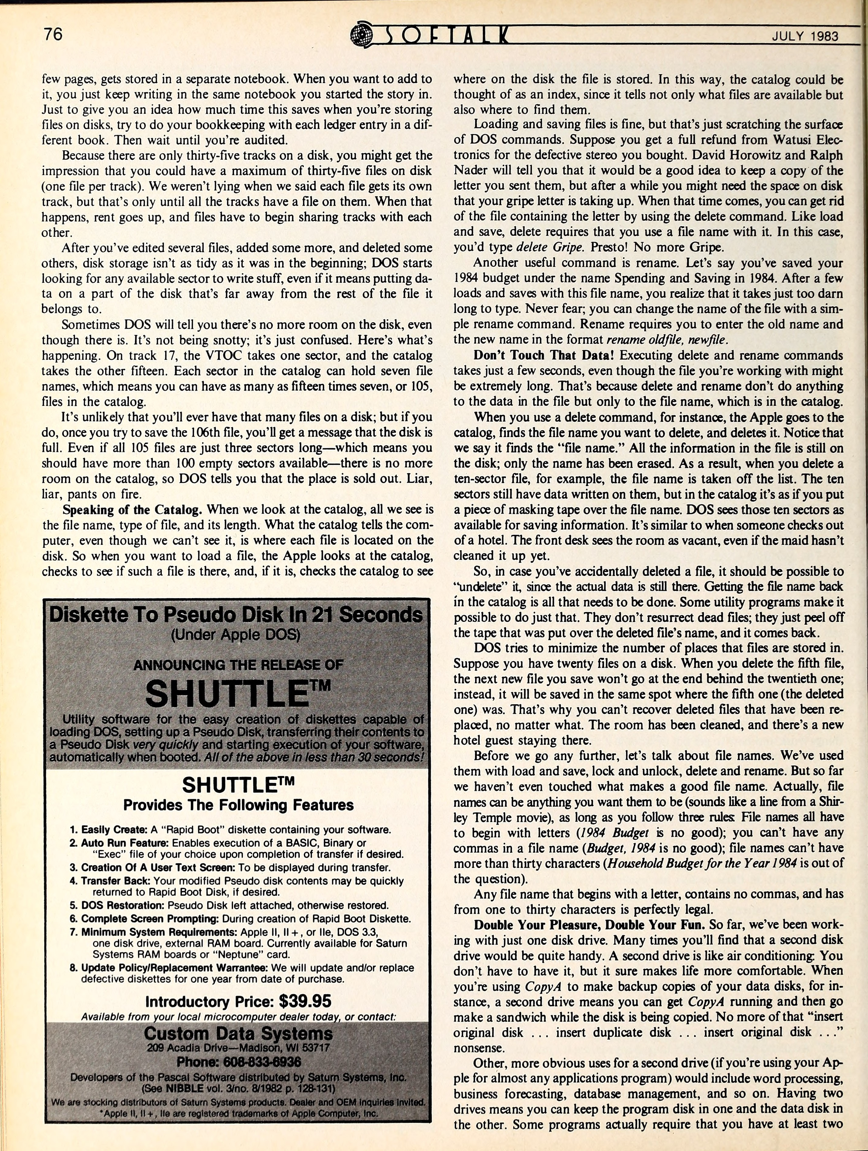 76
SOFTALK
JULY 1983
few pages, gets stored in a separate notebook. When you want to add to
it, you just keep writing in the same notebook you started the story in.
Just to give you an idea how much time this saves when you're storing
files on disks, try to do your bookkeeping with each ledger entry in a dif-
ferent book. Then wait until you're audited.
Because there are only thirty-five tracks on a disk, you might get the
impression that you could have a maximum of thirty-five files on disk
(one file per track). We weren't lying when we said each file gets its own
track, but that's only until all the tracks have a file on them. When that
happens, rent goes up, and files have to begin sharing tracks with each
other.
After you've edited several files, added some more, and deleted some
others, disk storage isn't as tidy as it was in the beginning; DOS starts
looking for any available sector to write stuff, even if it means putting da-
ta on a part of the disk that's far away from the rest of the file it
belongs to.
Sometimes DOS will tell you there's no more room on the disk, even
though there is. It's not being snotty; it's just confused. Here's what's
happening. On track 17, the VTOC takes one sector, and the catalog
takes the other fifteen. Each sector in the catalog can hold seven file
names, which means you can have as many as fifteen times seven, or 105,
files in the catalog.
It's unlikely that you'll ever have that many files on a disk; but if you
do, once you try to save the 106th file, you'll get a message that the disk is
full. Even if all 105 files are just three sectors long—which means you
should have more than 100 empty sectors available—there is no more
room on the catalog, so DOS tells you that the place is sold out. Liar,
liar, pants on fire.
Speaking of the Catalog. When we look at the catalog, all we see is
the file name, type of file, and its length. What the catalog tells the com-
puter, even though we can't see it, is where each file is located on the
disk. So when you want to load a file, the Apple looks at the catalog,
checks to see if such a file is there, and, if it is, checks the catalog to see
Diskette To Pseudo Disk In 21 Seconds
(Under Apple DOS)
ANNOUNCING THE RELEASE OF
SHUTTLE™
Utility software for the easy creation of diskettes capable of
loading DOS, setting up a Pseudo Disk, transferring their contents to
a Pseudo Disk very quickly and starting execution of your software,
automatically when booted. All of the above in less than 30 seconds!
SHUTTLE™
Provides The Following Features
1. Easily Create: A "Rapid Boot" diskette containing your software.
2. Auto Run Feature: Enables execution of a BASIC, Binary or
"Exec" file of your choice upon completion of transfer if desired.
3. Creation Of A User Text Screen: To be displayed during transfer.
4. Transfer Back: Your modified Pseudo disk contents may be quickly
returned to Rapid Boot Disk, if desired.
5. DOS Restoration: Pseudo Disk left attached, otherwise restored.
6. Complete Screen Prompting: During creation of Rapid Boot Diskette.
7. Minimum System Requirements: Apple II, II+, or IIe, DOS 3.3,
one disk drive, external RAM board. Currently available for Saturn
Systems RAM boards or "Neptune" card.
8. Update Policy/Replacement Warrantee: We will update and/or replace
defective diskettes for one year from date of purchase.
Introductory Price: $39.95
Available from your local microcomputer dealer today, or contact:
Custom Data Systems
209 Acadia Drive—Madison, WI 53717
Phone: 608-833-6936
Developers of the Pascal Software distributed by Saturn Systems, Inc.
(See NIBBLE vol. 3/no. 8/1982 p. 128-131)
We are stocking distributors of Saturn Systems products. Dealer and OEM Inquiries Invited.
*Apple II, II+, IIe are registered trademarks of Apple Computer, Inc.
where on the disk the file is stored. In this way, the catalog could be
thought of as an index, since it tells not only what files are available but
also where to find them.
Loading and saving files is fine, but that's just scratching the surface
of DOS commands. Suppose you get a full refund from Watusi Elec-
tronics for the defective stereo you bought. David Horowitz and Ralph
Nader will tell you that it would be a good idea to keep a copy of the
letter you sent them, but after a while you might need the space on disk
that your gripe letter is taking up. When that time comes, you can get rid
of the file containing the letter by using the delete command. Like load
and save, delete requires that you use a file name with it. In this case,
you'd type delete Gripe. Presto! No more Gripe.
Another useful command is rename. Let's say you've saved your
1984 budget under the name Spending and Saving in 1984. After a few
loads and saves with this file name, you realize that it takes just too darn
long to type. Never fear; you can change the name of the file with a sim-
ple rename command. Rename requires you to enter the old name and
the new name in the format rename oldfile, newfile.
Don't Touch That Data! Executing delete and rename commands
takes just a few seconds, even though the file you're working with might
be extremely long. That's because delete and rename don't do anything
to the data in the file but only to the file name, which is in the catalog.
When you use a delete command, for instance, the Apple goes to the
catalog, finds the file name you want to delete, and deletes it. Notice that
we say it finds the "file name." All the information in the file is still on
the disk; only the name has been erased. As a result, when you delete a
ten-sector file, for example, the file name is taken off the list. The ten
sectors still have data written on them, but in the catalog it's as if you put
a piece of masking tape over the file name. DOS sees those ten sectors as
available for saving information. It's similar to when someone checks out
of a hotel. The front desk sees the room as vacant, even if the maid hasn't
cleaned it up yet.
So, in case you've accidentally deleted a file, it should be possible to
"undelete" it, since the actual data is still there. Getting the file name back
in the catalog is all that needs to be done. Some utility programs make it
possible to do just that. They don't resurrect dead files; they just peel off
the tape that was put over the deleted file's name, and it comes back.
DOS tries to minimize the number of places that files are stored in.
Suppose you have twenty files on a disk. When you delete the fifth file,
the next new file you save won't go at the end behind the twentieth one;
instead, it will be saved in the same spot where the fifth one (the deleted
one) was. That's why you can't recover deleted files that have been re-
placed, no matter what. The room has been cleaned, and there's a new
hotel guest staying there.
Before we go any further, let's talk about file names. We've used
them with load and save, lock and unlock, delete and rename. But so far
we haven't even touched what makes a good file name. Actually, file
names can be anything you want them to be (sounds like a line from a Shir-
ley Temple movie), as long as you follow three rules: File names all have
to begin with letters (1984 Budget is no good); you can't have any
commas in a file name (Budget, 1984 is no good); file names can't have
more than thirty characters (Household Budget for the Year 1984 is out of
the question).
Any file name that begins with a letter, contains no commas, and has
from one to thirty characters is perfectly legal.
Double Your Pleasure, Double Your Fun. So far, we've been work-
ing with just one disk drive. Many times you'll find that a second disk
drive would be quite handy. A second drive is like air conditioning: You
don't have to have it, but it sure makes life more comfortable. When
you're using CopyA to make backup copies of your data disks, for in-
stance, a second drive means you can get CopyA running and then go
make a sandwich while the disk is being copied. No more of that "insert
original disk . . . insert duplicate disk . . . insert original disk . . ."
nonsense.
Other, more obvious uses for a second drive (if you're using your Ap-
ple for almost any applications program) would include word processing,
business forecasting, database management, and so on. Having two
drives means you can keep the program disk in one and the data disk in
the other. Some programs actually require that you have at least two